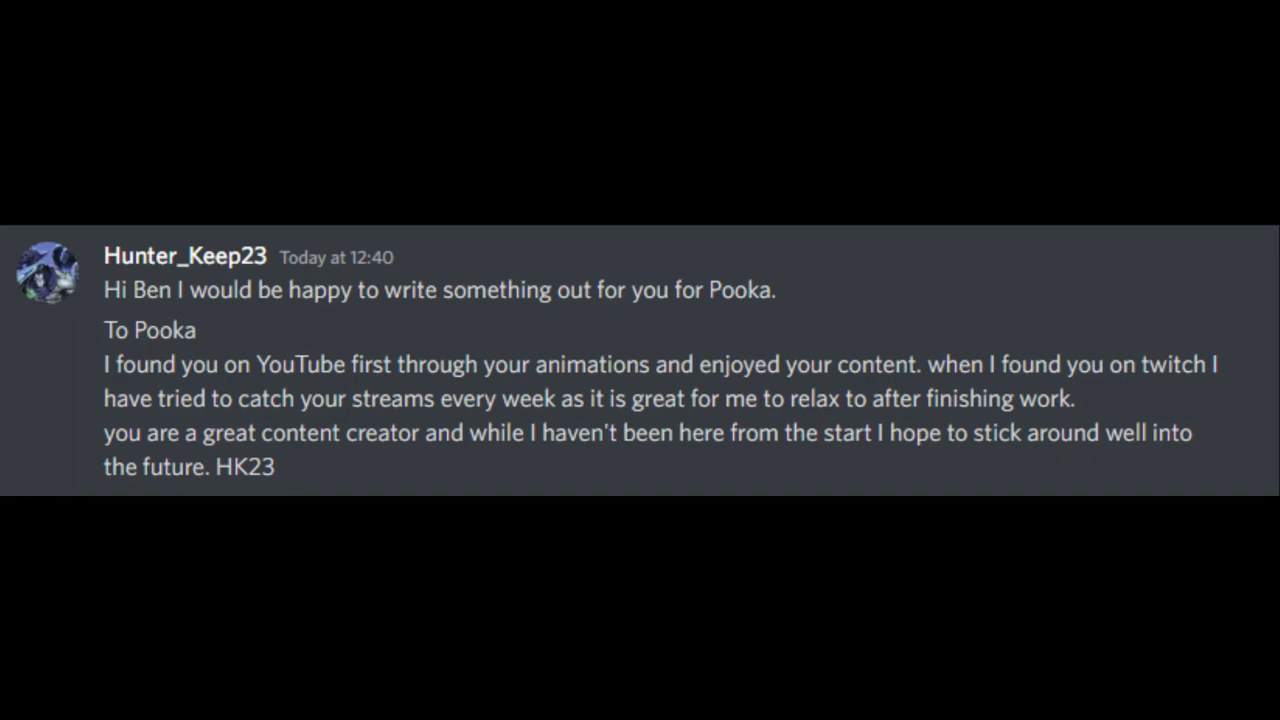 Hunter_Keep23 Today at 12:40
Hi Ben I would be happy to write something out for you for Pooka.
To Pooka
I found you on YouTube first through your animations and enjoyed your content. when I found you on twitch I
have tried to catch your streams every week as it is great for me to relax to after finishing work.
you are a great content creator and while I haven't been here from the start I hope to stick around well into
the future. HK23